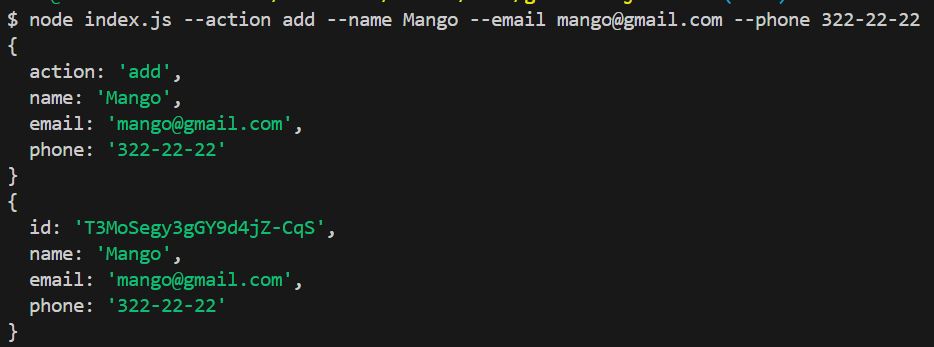 $ node index.js --action add --name Mango --email mango@gmail.com --phone 322-22-22
{
  action: 'add',
  name: 'Mango',
  email: 'mango@gmail.com',
  phone: '322-22-22'
}
{
  id: 'T3MoSegy3gGY9d4jZ-CqS',
  name: 'Mango',
  email: 'mango@gmail.com',
  phone: '322-22-22'
}